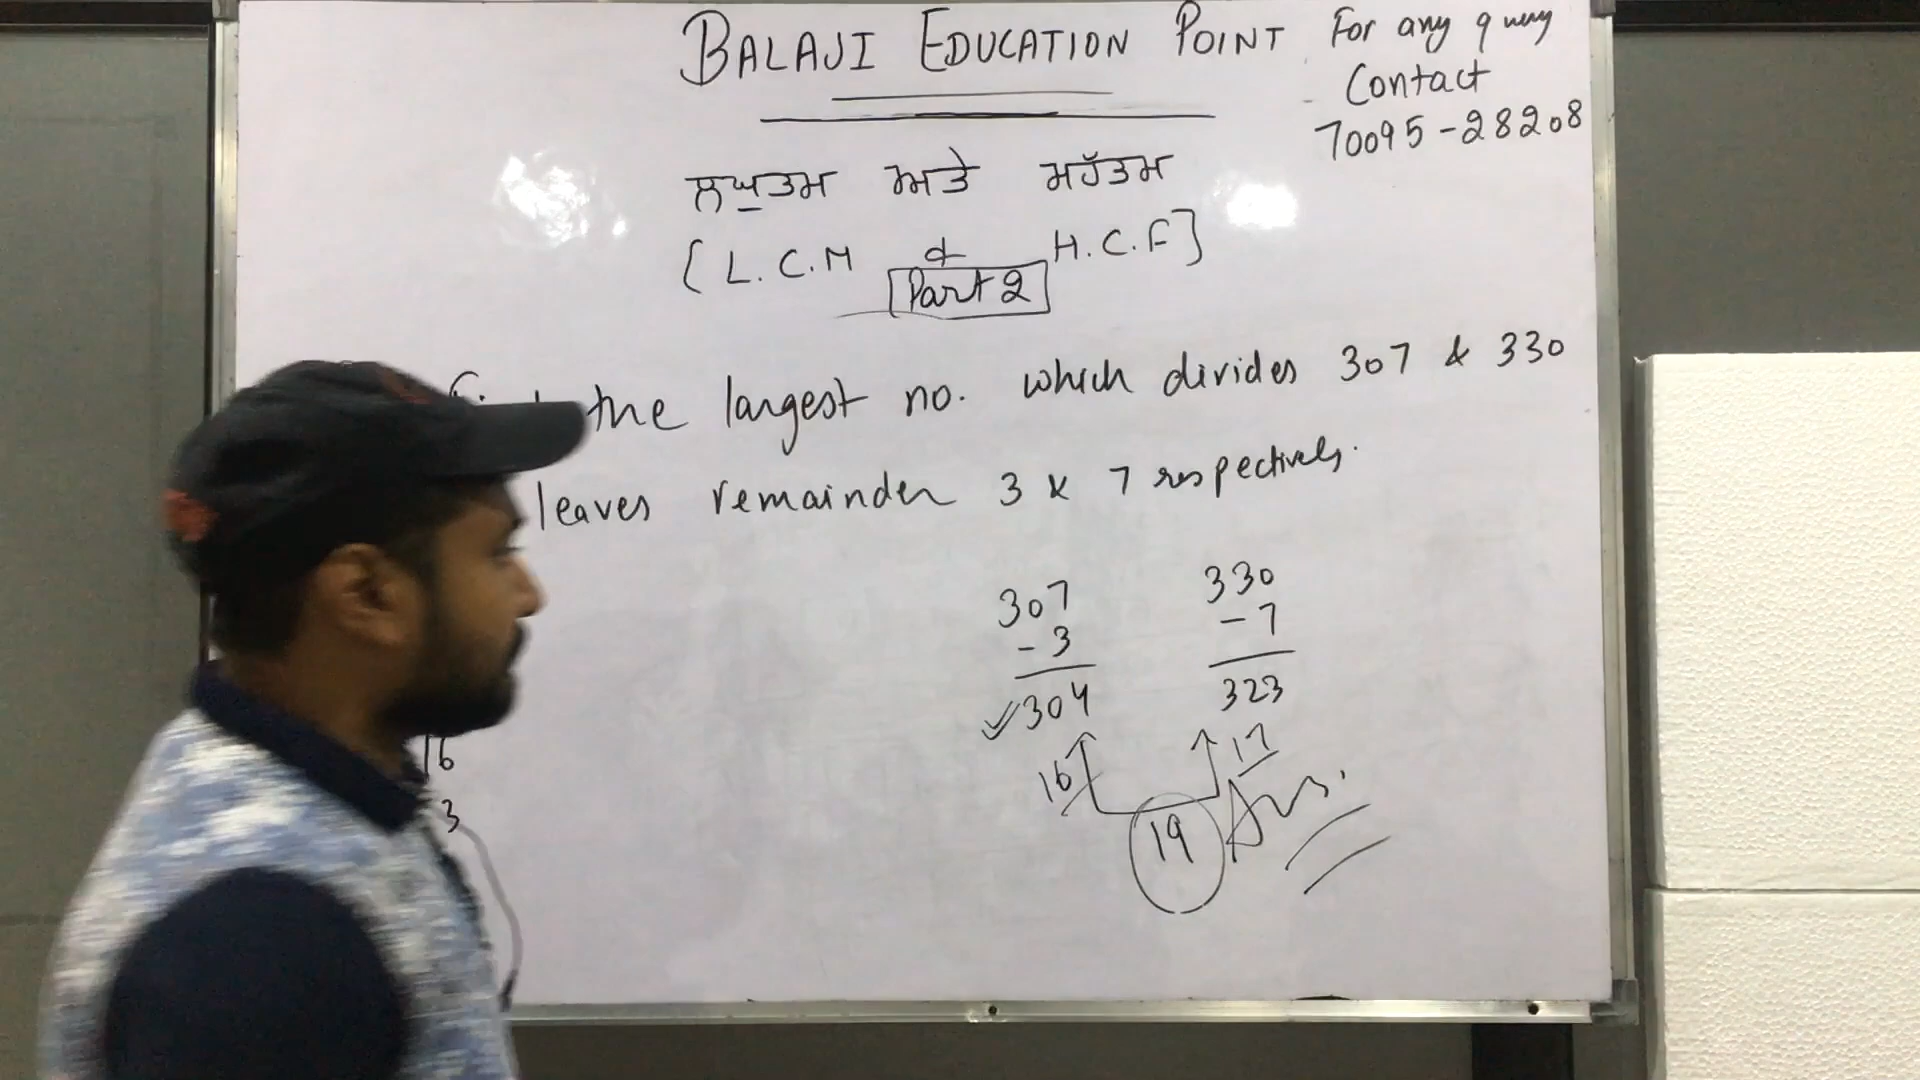 BALAJI EDUCATION POINT
For any query
Contact
70095-28208
ਲਘੁਤਮ ਅਤੇ ਮਹੱਤਮ
[L.C.M & H.C.F]
Part 2
the largest no. which divides 307 & 330
leaves remainder 3 & 7 respectively.
307
- 3
304
330
- 7
323
16
17
19 Ans.
16
3